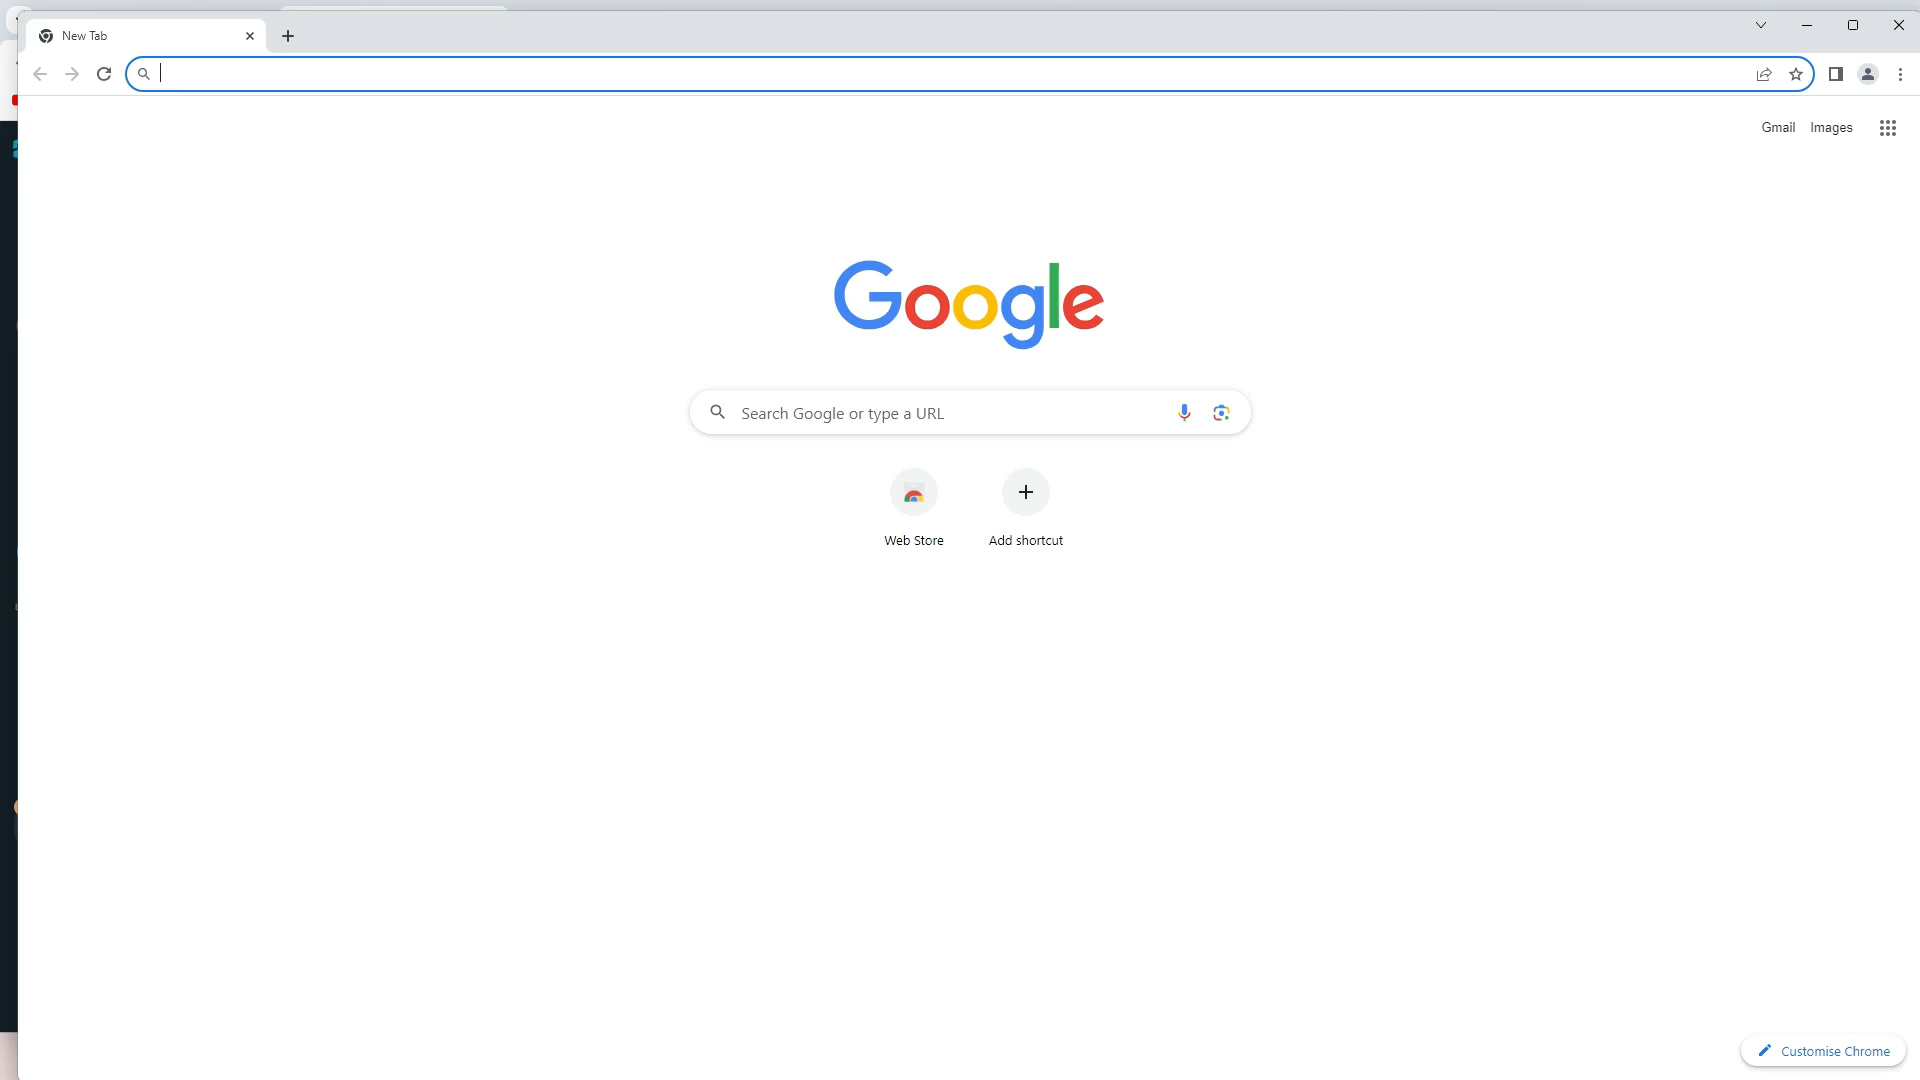 New Tab
Gmail Images
Google
Search Google or type a URL
Web Store
Add shortcut
Customise Chrome